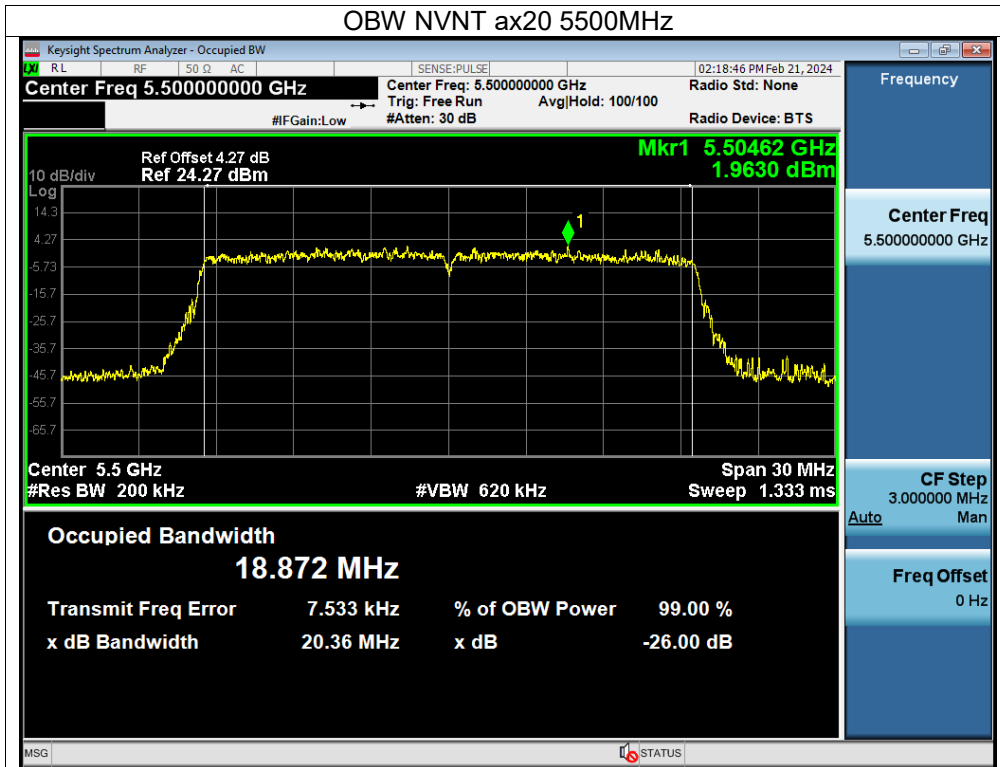 OBW NVNT ax20 5500MHz
Keysight Spectrum Analyzer - Occupied BW
LXI RL RF 50 Ω AC SENSE:PULSE 02:18:46 PM Feb 21, 2024
Center Freq 5.500000000 GHz
Center Freq: 5.500000000 GHz
Radio Std: None
Trig: Free Run Avg|Hold: 100/100
#IFGain:Low
#Atten: 30 dB
Radio Device: BTS
Mkr1 5.50462 GHz
1.9630 dBm
Ref Offset 4.27 dB
10 dB/div Ref 24.27 dBm
Log
14.3
4.27
-5.73
-15.7
-25.7
-35.7
-45.7
-55.7
-65.7
1
Center 5.5 GHz Span 30 MHz
#Res BW 200 kHz #VBW 620 kHz Sweep 1.333 ms
Occupied Bandwidth
18.872 MHz
Transmit Freq Error 7.533 kHz % of OBW Power 99.00 %
x dB Bandwidth 20.36 MHz x dB -26.00 dB
Frequency
Center Freq
5.500000000 GHz
CF Step
3.000000 MHz
Auto Man
Freq Offset
0 Hz
MSG STATUS